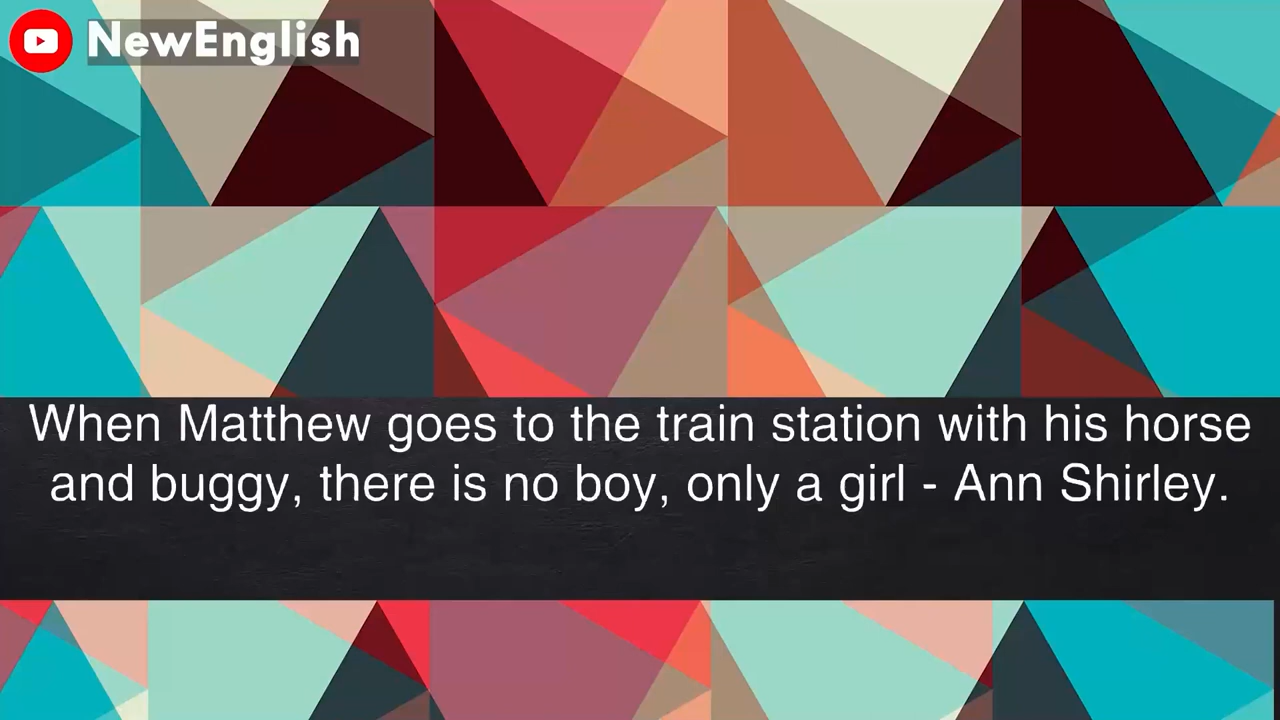 NewEnglish
When Matthew goes to the train station with his horse
and buggy, there is no boy, only a girl - Ann Shirley.